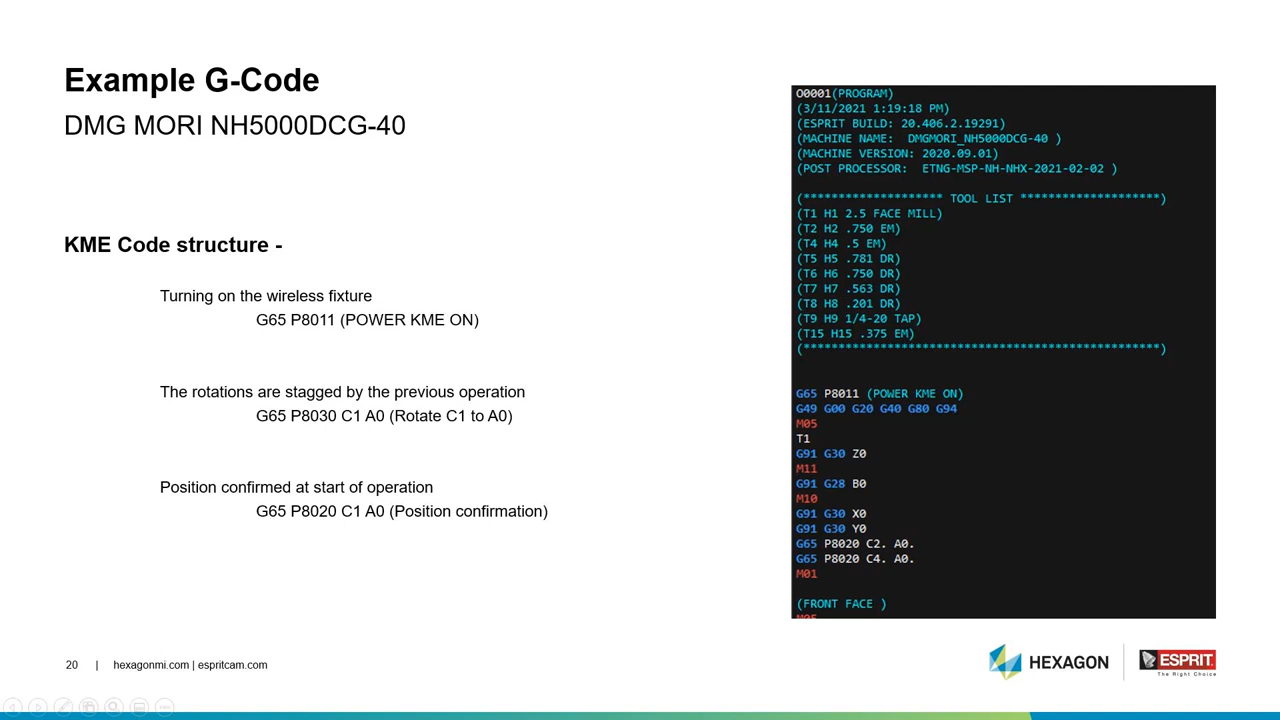 Example G-Code
DMG MORI NH5000DCG-40
KME Code structure -
Turning on the wireless fixture
G65 P8011 (POWER KME ON)
The rotations are stagged by the previous operation
G65 P8030 C1 A0 (Rotate C1 to A0)
Position confirmed at start of operation
G65 P8020 C1 A0 (Position confirmation)
O0001(PROGRAM)
(3/11/2021 1:19:18 PM)
(ESPRIT BUILD: 20.406.2.19291)
(MACHINE NAME:  DMGMORI_NH5000DCG-40 )
(MACHINE VERSION: 2020.09.01)
(POST PROCESSOR:  ETNG-MSP-NH-NHX-2021-02-02 )
(******************** TOOL LIST ********************)
(T1 H1 2.5 FACE MILL)
(T2 H2 .750 EM)
(T4 H4 .5 EM)
(T5 H5 .781 DR)
(T6 H6 .750 DR)
(T7 H7 .563 DR)
(T8 H8 .201 DR)
(T9 H9 1/4-20 TAP)
(T15 H15 .375 EM)
(***************************************************)
G65 P8011 (POWER KME ON)
G49 G00 G20 G40 G80 G94
M05
T1
G91 G30 Z0
M11
G91 G28 B0
M10
G91 G30 X0
G91 G30 Y0
G65 P8020 C2. A0.
G65 P8020 C4. A0.
M01
(FRONT FACE )
M05
20 | hexagonmi.com | espritcam.com
HEXAGON
ESPRIT
The Right Choice